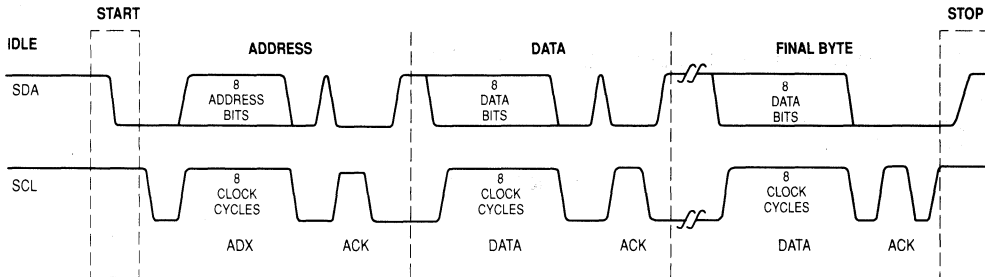 START
STOP
IDLE
ADDRESS
DATA
FINAL BYTE
SDA
8
ADDRESS
BITS
8
DATA
BITS
8
DATA
BITS
SCL
8
CLOCK
CYCLES
8
CLOCK
CYCLES
8
CLOCK
CYCLES
ADX
ACK
DATA
ACK
DATA
ACK